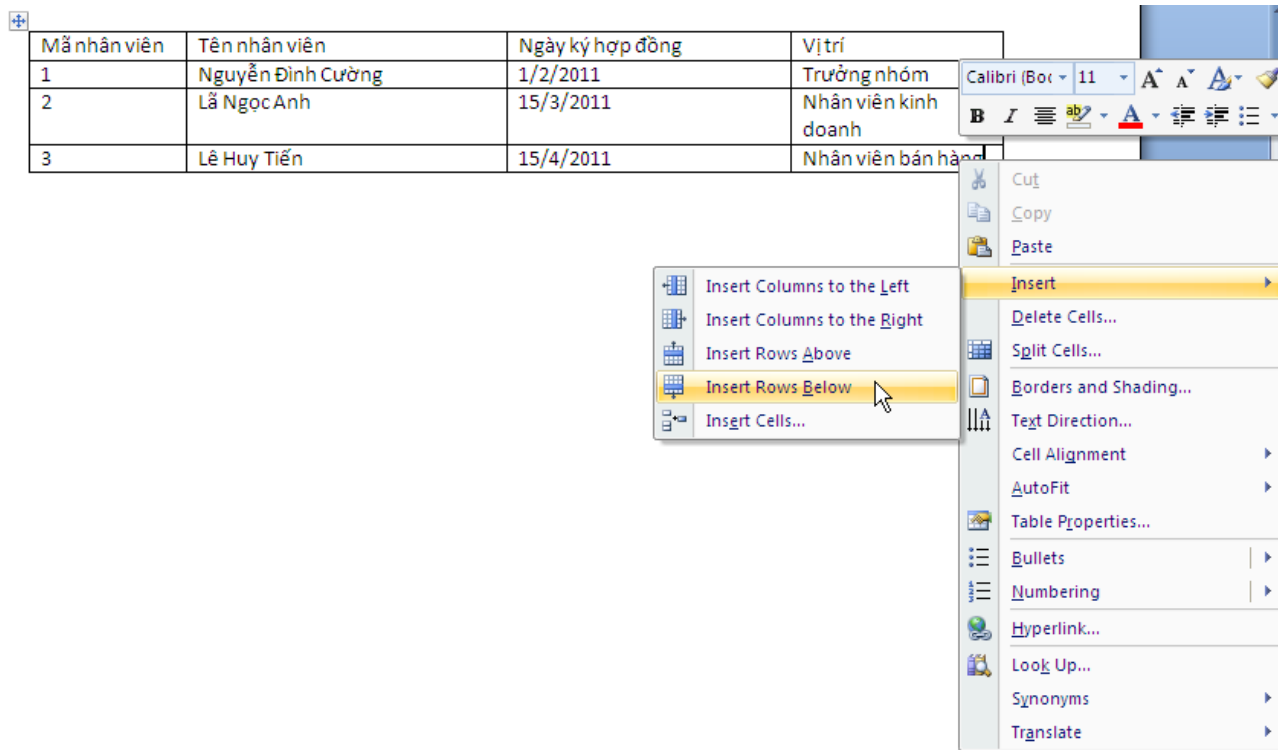 Mã nhân viên Tên nhân viên Ngày ký hợp đồng Vị trí
1 Nguyễn Đình Cường 1/2/2011 Trưởng nhóm
2 Lã Ngọc Anh 15/3/2011 Nhân viên kinh
doanh
3 Lê Huy Tiến 15/4/2011 Nhân viên bán hàng
Calibri (Boc 11 A A A
B I ab A
Cut
Copy
Paste
Insert
Delete Cells...
Split Cells...
Borders and Shading...
Text Direction...
Cell Alignment
AutoFit
Table Properties...
Bullets
Numbering
Hyperlink...
Look Up...
Synonyms
Translate
Insert Columns to the Left
Insert Columns to the Right
Insert Rows Above
Insert Rows Below
Insert Cells...